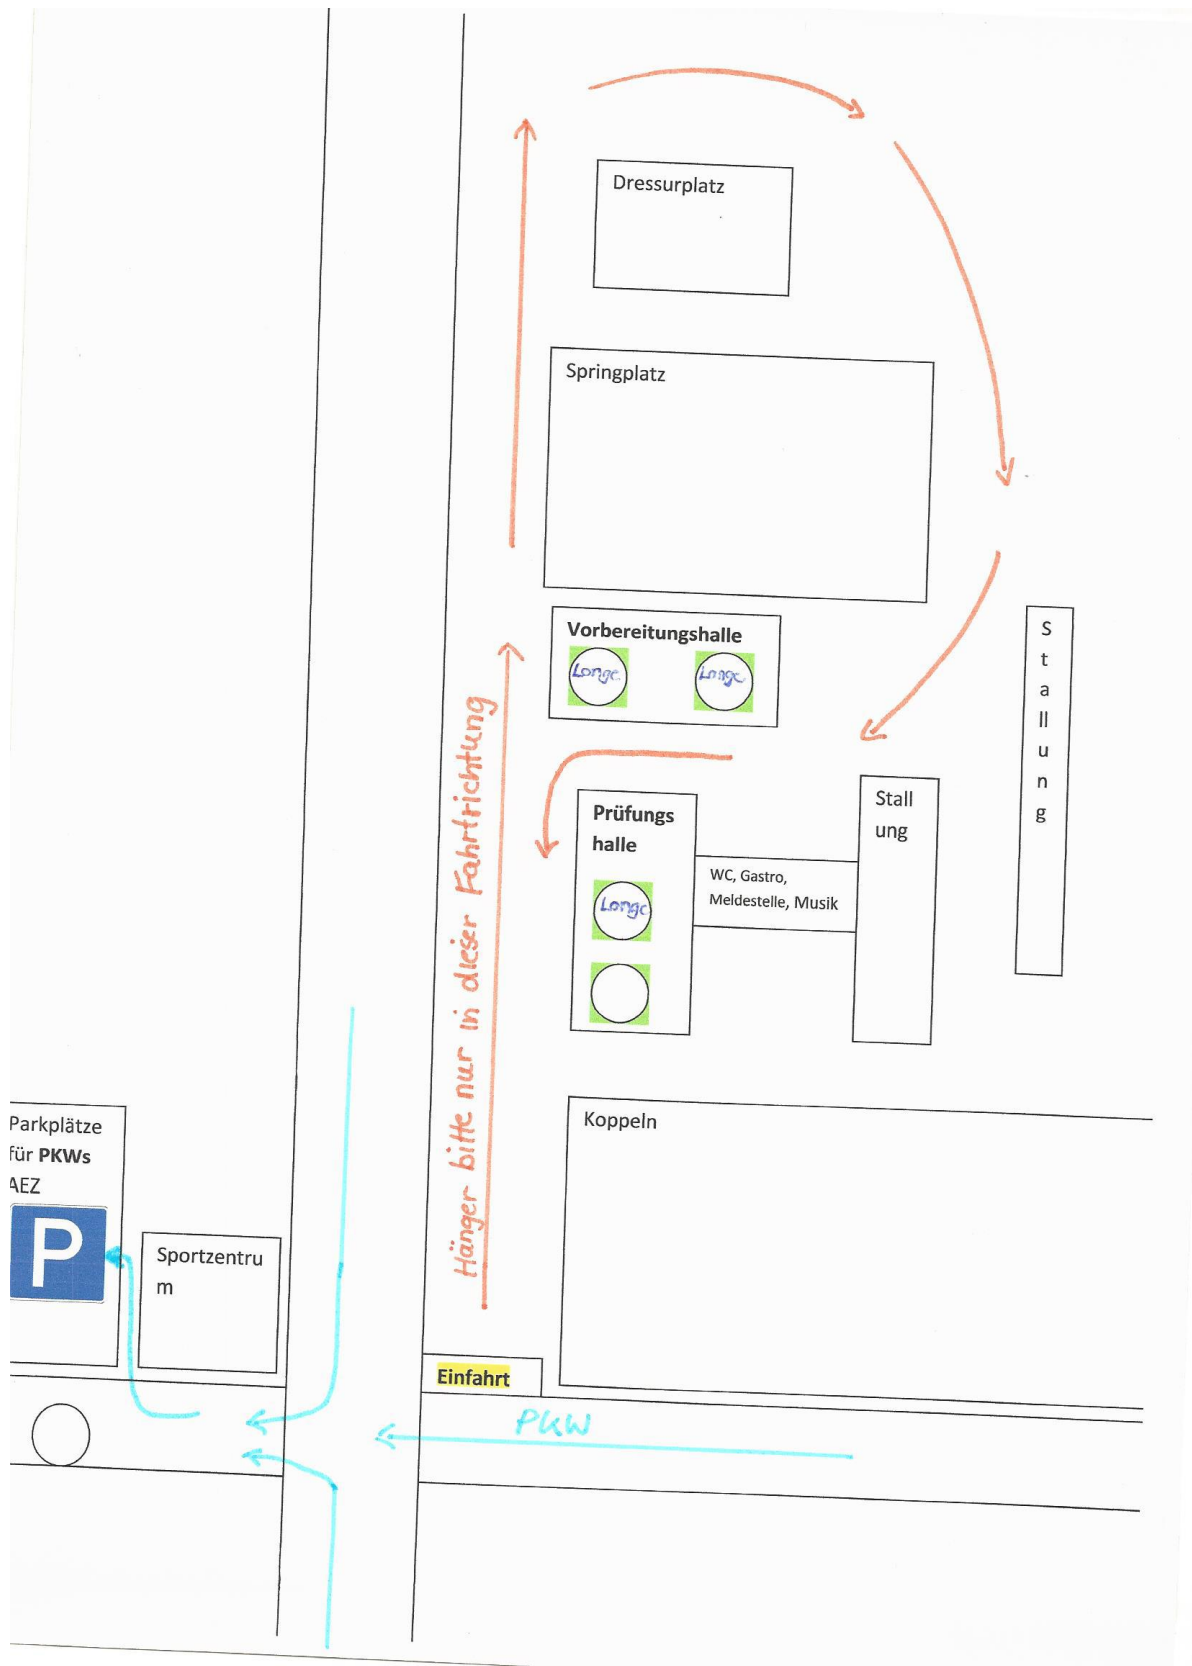 Dressurplatz
Springplatz
Vorbereitungshalle
Longe
Longe
S
t
a
ll
u
n
g
Hänger bitte nur in dieser Fahrtrichtung
Prüfungs
halle
Longe
Stall
ung
WC, Gastro,
Meldestelle, Musik
Koppeln
Parkplätze
für PKWs
AEZ
P
Sportzentru
m
Einfahrt
PKW